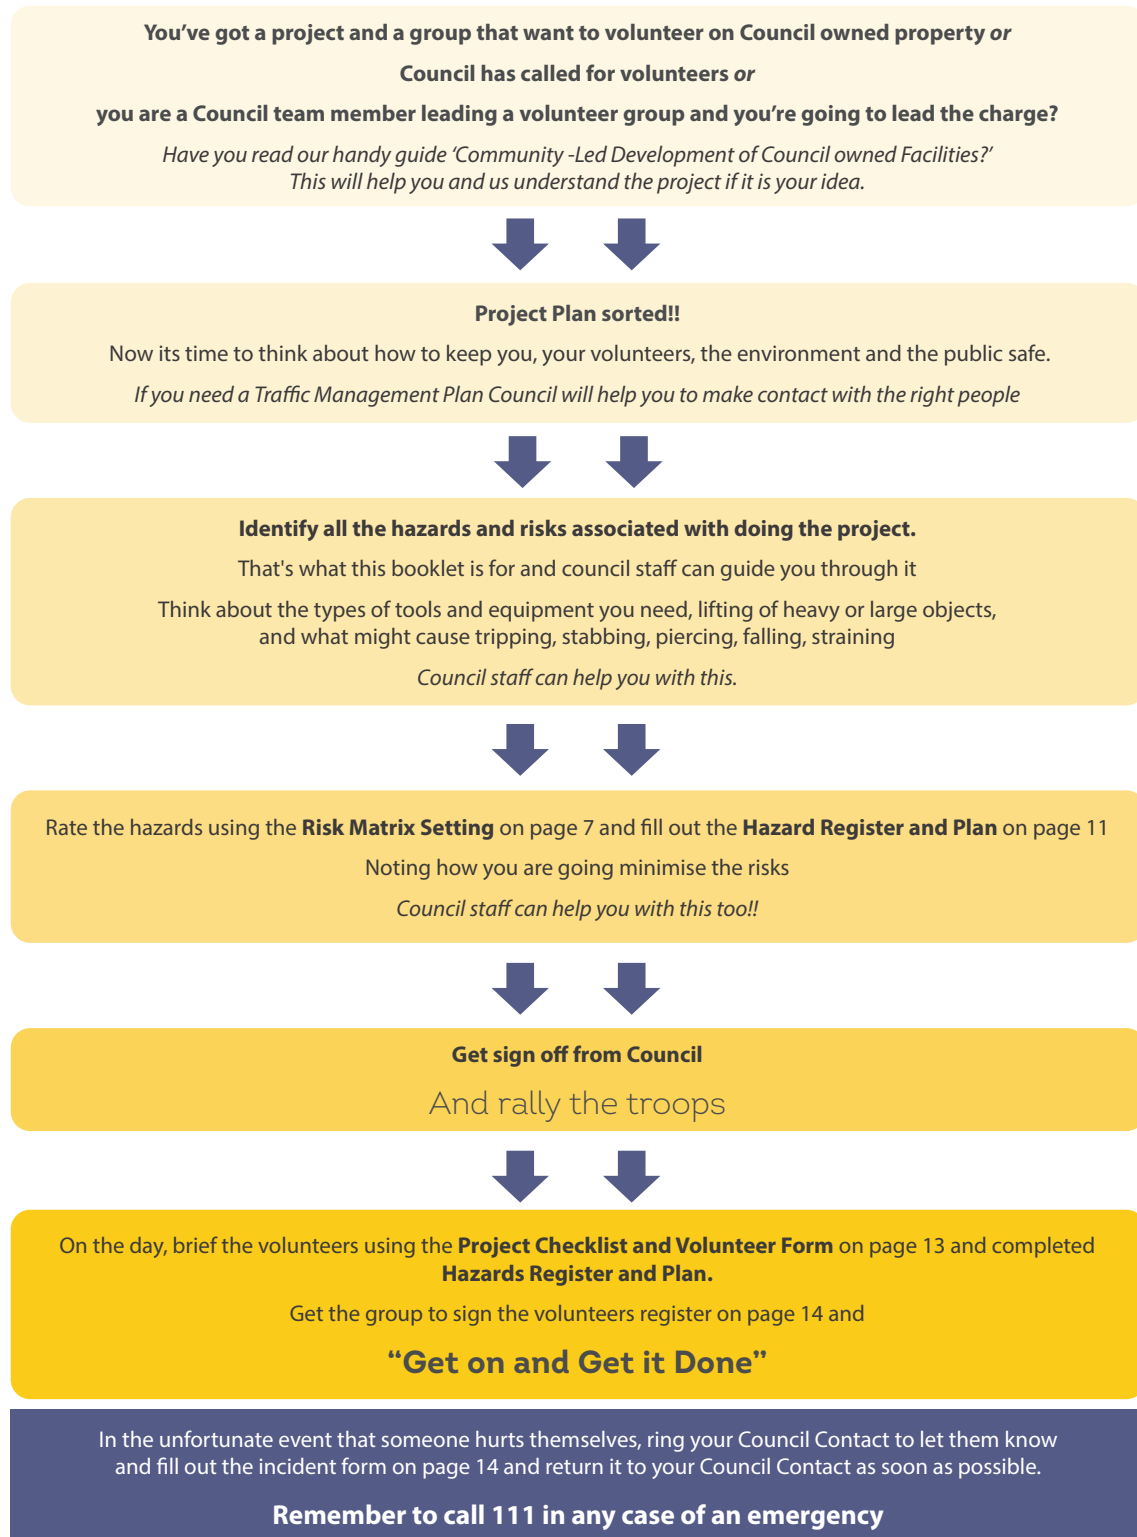 You’ve got a project and a group that want to volunteer on Council owned property or
Council has called for volunteers or
you are a Council team member leading a volunteer group and you’re going to lead the charge?
Have you read our handy guide ‘Community -Led Development of Council owned Facilities?’
This will help you and us understand the project if it is your idea.
Project Plan sorted!!
Now its time to think about how to keep you, your volunteers, the environment and the public safe.
If you need a Traffic Management Plan Council will help you to make contact with the right people
Identify all the hazards and risks associated with doing the project.
That's what this booklet is for and council staff can guide you through it
Think about the types of tools and equipment you need, lifting of heavy or large objects,
and what might cause tripping, stabbing, piercing, falling, straining
Council staff can help you with this.
Rate the hazards using the Risk Matrix Setting on page 7 and fill out the Hazard Register and Plan on page 11
Noting how you are going minimise the risks
Council staff can help you with this too!!
Get sign off from Council
And rally the troops
On the day, brief the volunteers using the Project Checklist and Volunteer Form on page 13 and completed
Hazards Register and Plan.
Get the group to sign the volunteers register on page 14 and
“Get on and Get it Done”
In the unfortunate event that someone hurts themselves, ring your Council Contact to let them know
and fill out the incident form on page 14 and return it to your Council Contact as soon as possible.
Remember to call 111 in any case of an emergency